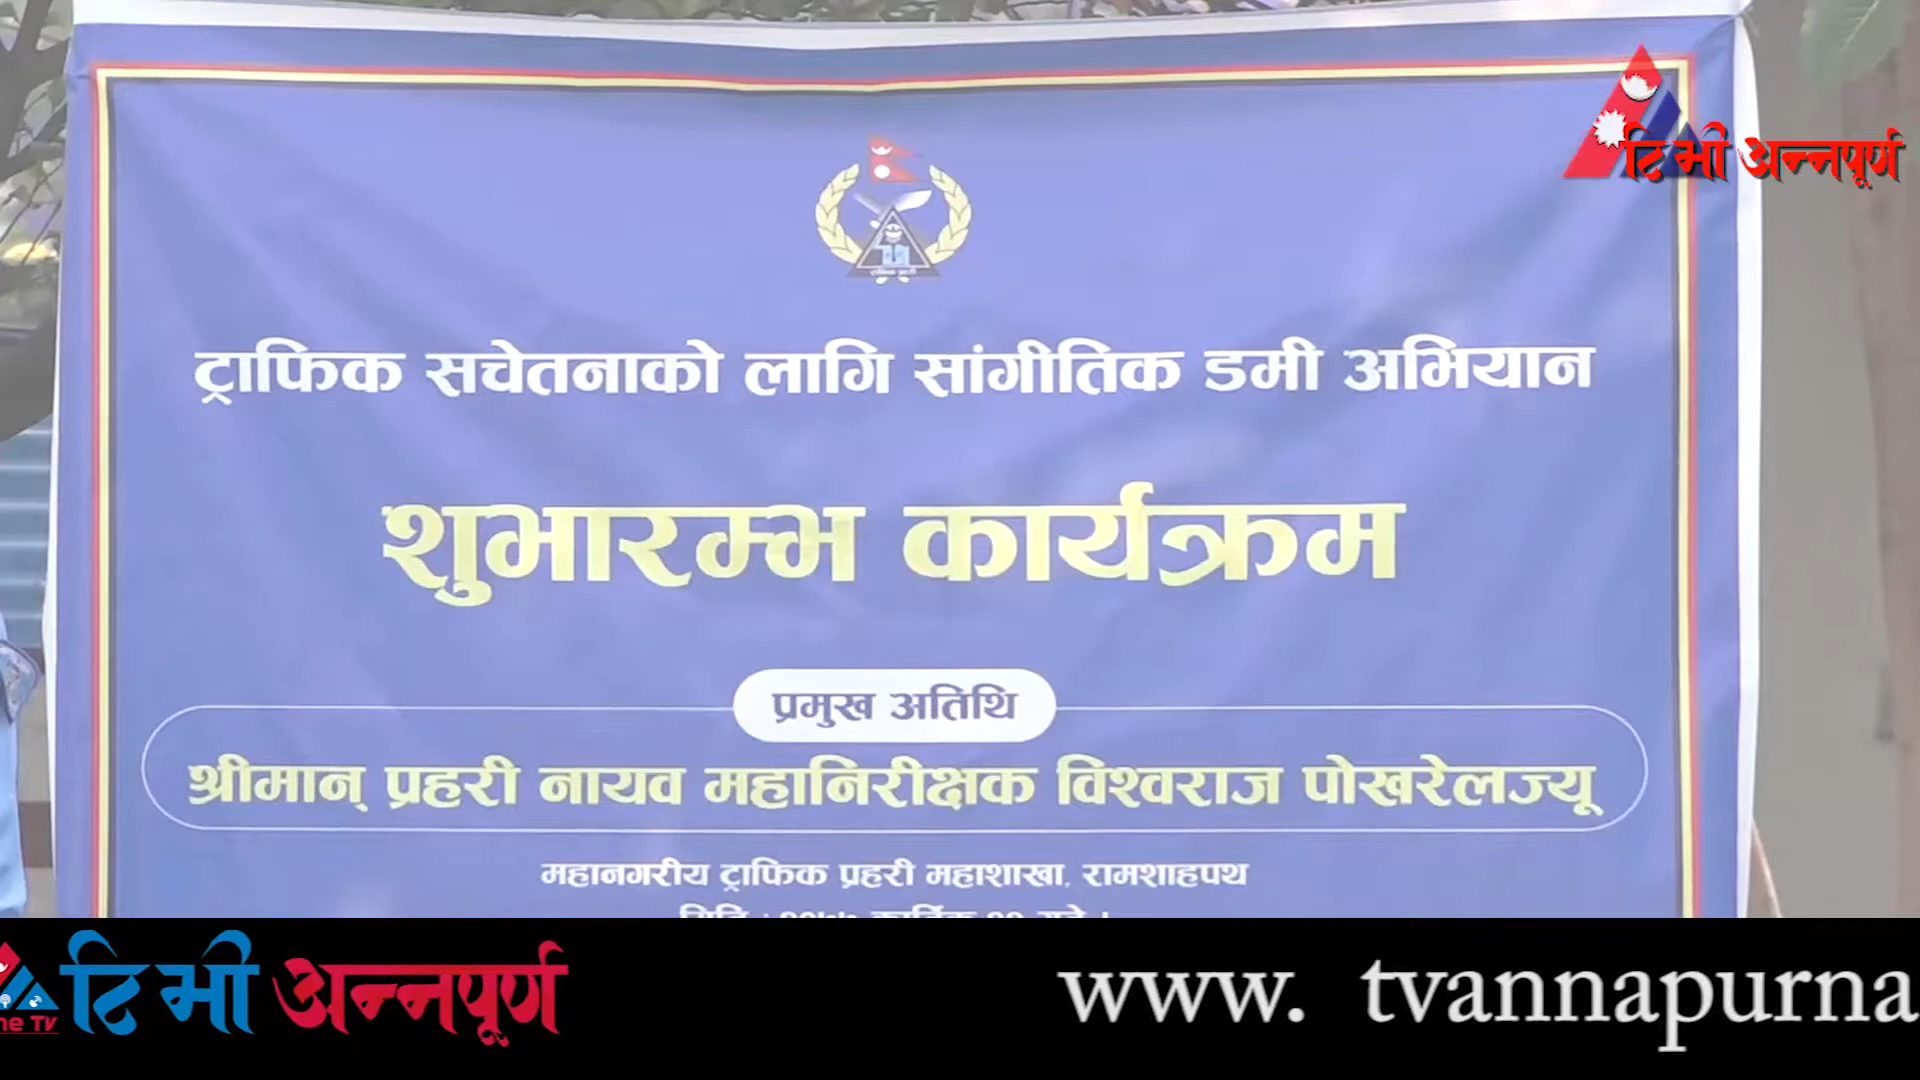 टि भी अन्नपूर्ण
ट्राफिक सचेतनाको लागि सांगीतिक डमी अभियान
शुभारम्भ कार्यक्रम
प्रमुख अतिथि
श्रीमान् प्रहरी नायव महानिरीक्षक विश्वराज पोखरेलज्यू
महानगरीय ट्राफिक प्रहरी महाशाखा, रामशाहपथ
टि भी अन्नपूर्ण
www. tvannapurna